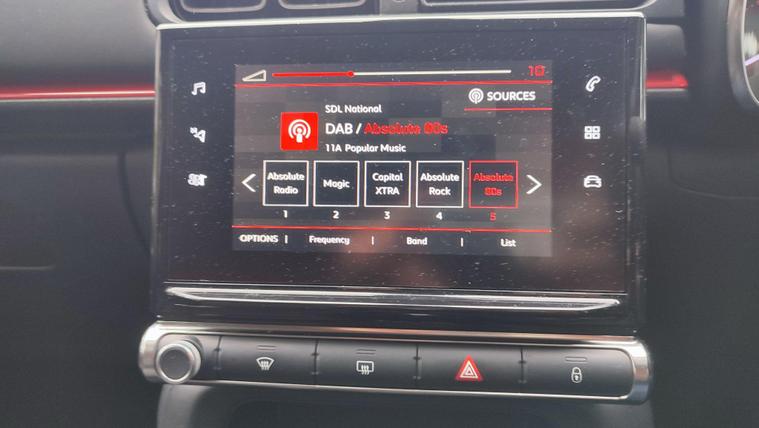 SOURCES
SDL National
DAB / Absolute 80s
11A Popular Music
Absolute Radio
Magic
Capital XTRA
Absolute Rock
Absolute 80s
1 2 3 4 5
OPTIONS | Frequency | Band | List